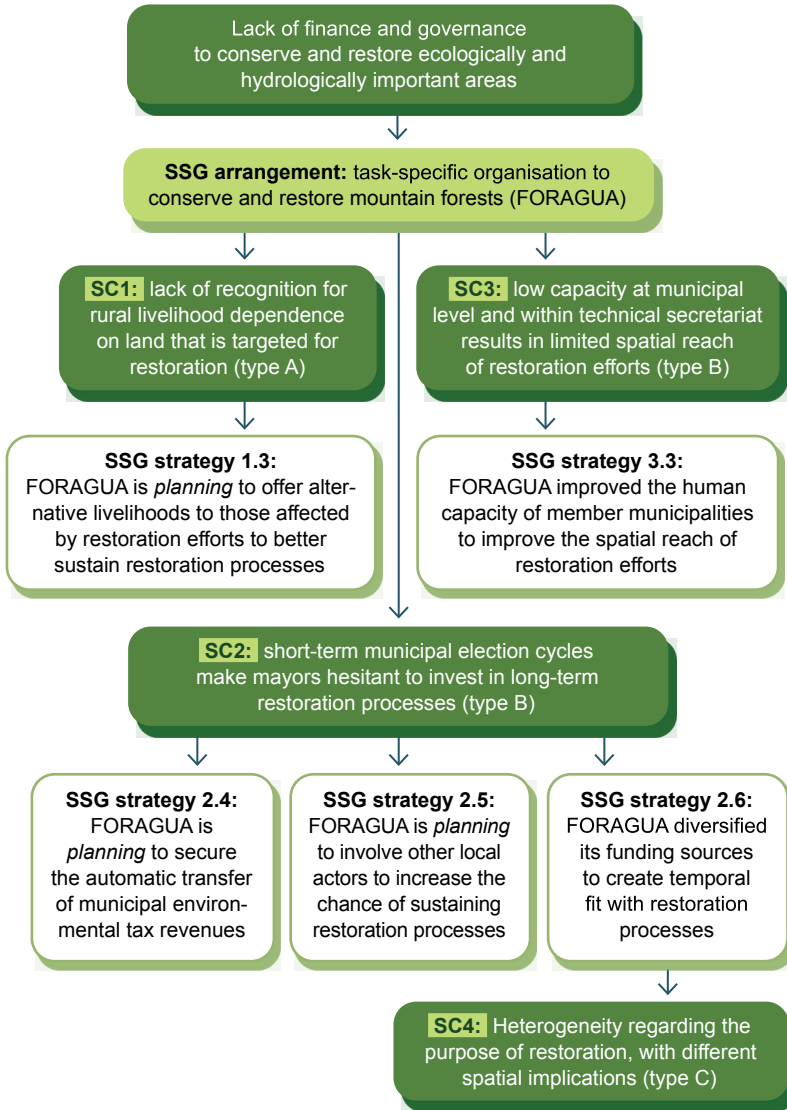 Lack of finance and governance
to conserve and restore ecologically and
hydrologically important areas
SSG arrangement: task-specific organisation to
conserve and restore mountain forests (FORAGUA)
SC1: lack of recognition for
rural livelihood dependence
on land that is targeted for
restoration (type A)
SC3: low capacity at municipal
level and within technical secretariat
results in limited spatial reach
of restoration efforts (type B)
SSG strategy 1.3:
FORAGUA is planning to offer alter-
native livelihoods to those affected
by restoration efforts to better
sustain restoration processes
SSG strategy 3.3:
FORAGUA improved the human
capacity of member municipalities
to improve the spatial reach of
restoration efforts
SC2: short-term municipal election cycles
make mayors hesitant to invest in long-term
restoration processes (type B)
SSG strategy 2.4:
FORAGUA is
planning to secure
the automatic transfer
of municipal environ-
mental tax revenues
SSG strategy 2.5:
FORAGUA is planning
to involve other local
actors to increase the
chance of sustaining
restoration processes
SSG strategy 2.6:
FORAGUA diversified
its funding sources
to create temporal
fit with restoration
processes
SC4: Heterogeneity regarding the
purpose of restoration, with different
spatial implications (type C)